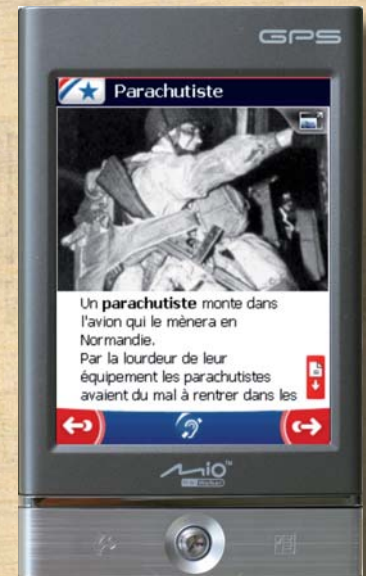 GPS
Parachutiste
Un parachutiste monte dans
l'avion qui le mènera en
Normandie.
Par la lourdeur de leur
équipement les parachutistes
avaient du mal à rentrer dans les
Mio™